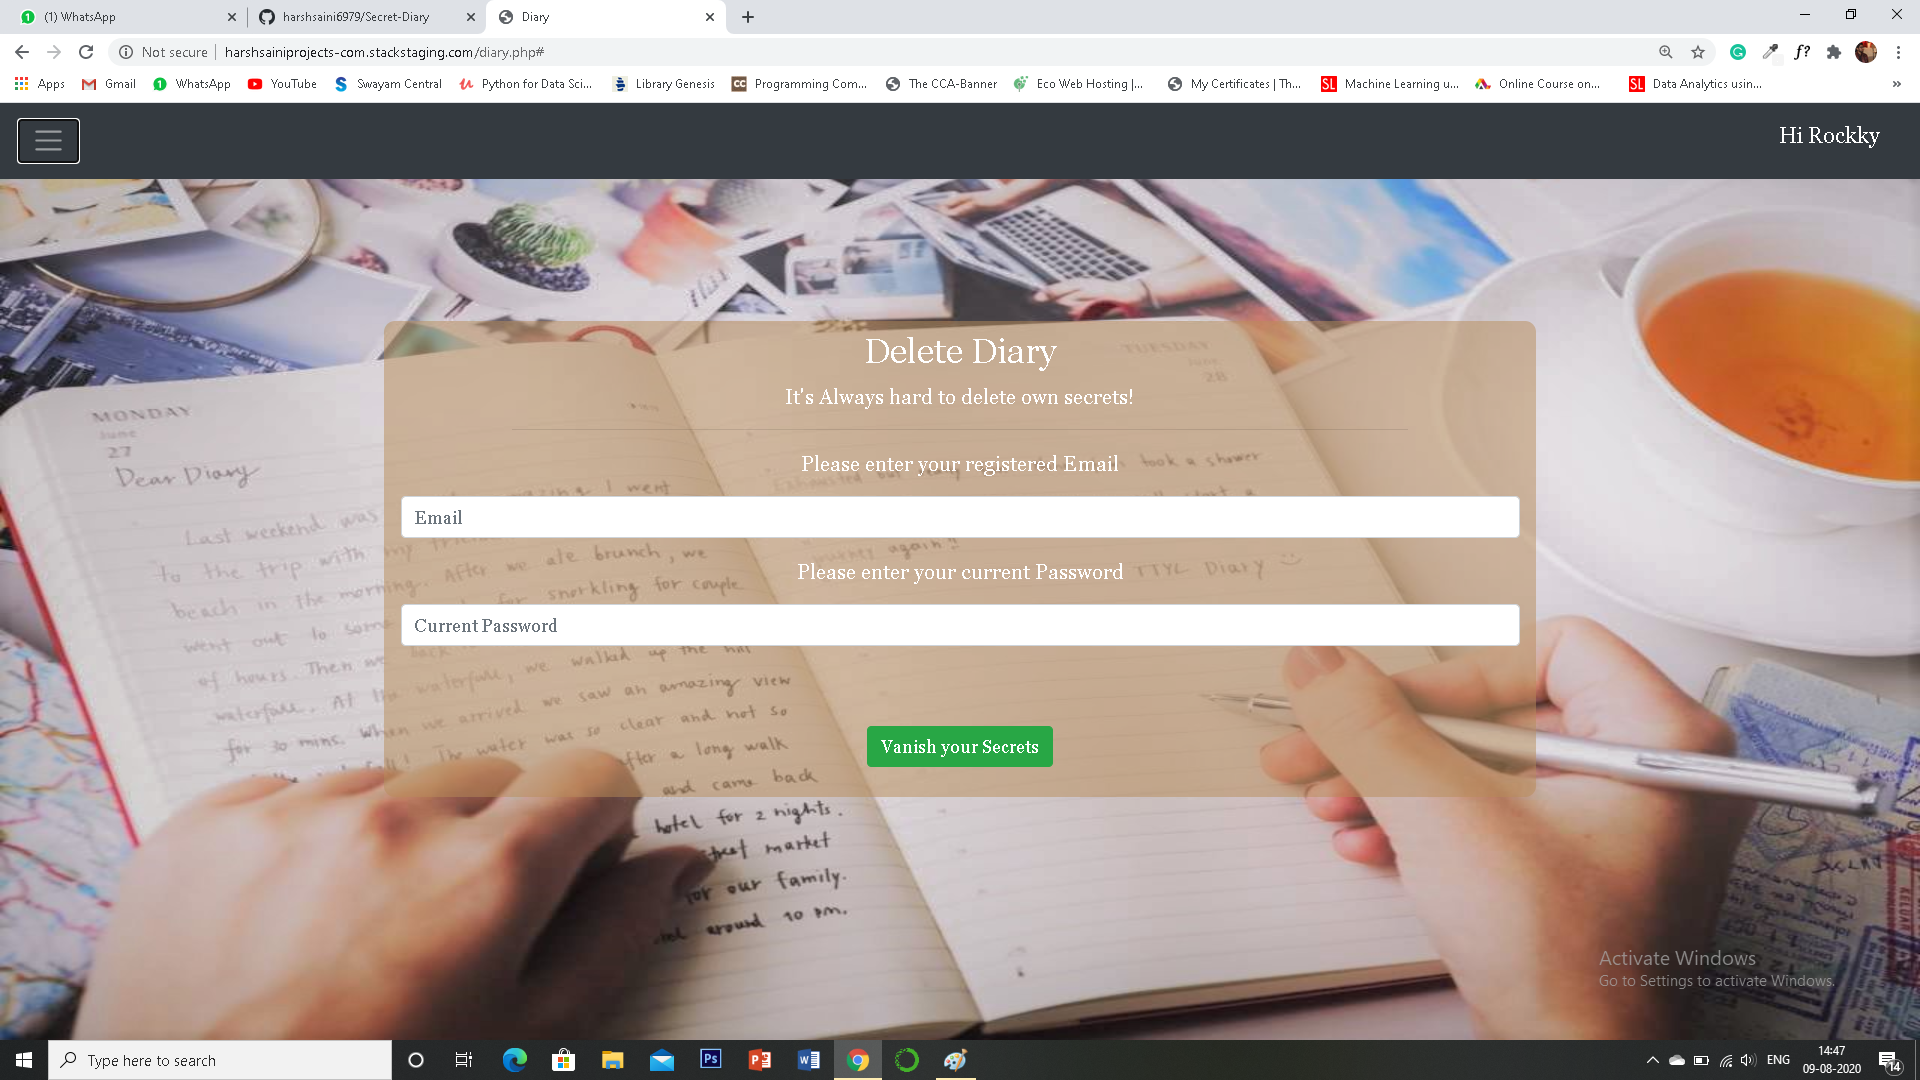 (1) WhatsApp
harshsaini6979/Secret-Diary
Diary
Not secure
harshsainiprojects-com.stackstaging.com/diary.php#
f?
Apps
Gmail
WhatsApp
YouTube
Swayam Central
Python for Data Sci...
Library Genesis
Programming Com...
The CCA-Banner
Eco Web Hosting |...
My Certificates | Th...
Machine Learning u...
Online Course on...
Data Analytics usin...
»
Hi Rockky
Delete Diary
It's Always hard to delete own secrets!
Please enter your registered Email
Email
Please enter your current Password
Current Password
Vanish your Secrets
MONDAY
June
27
Dear Diary
TUESDAY
June
28
took a shower
Last weekend was
to the trip with my
morning. After we ate brunch, we
beach in the
for snorkling for couple
went out to some
of hours. Then we
walked up the hill
waterfall. At the waterfall, we
we saw an amazing view
for 30 mins. When we arrived
The water was so clear and not so
after a long walk
and came back
hotel for 2 nights.
street market
for our family.
around 10 pm.
journey again!!
TTYL Diary
Activate Windows
Go to Settings to activate Windows.
Type here to search
ENG
14:47
09-08-2020
14